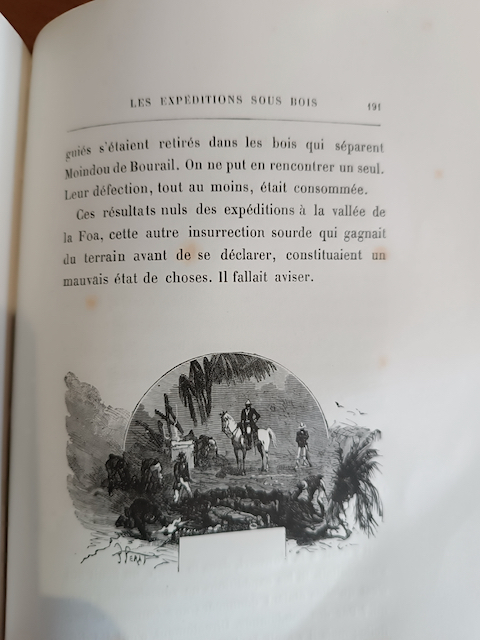 LES EXPÉDITIONS SOUS BOIS 191
gniés s'étaient retirés dans les bois qui séparent
Moindou de Bourail. On ne put en rencontrer un seul.
Leur défection, tout au moins, était consommée.
Ces résultats nuls des expéditions à la vallée de
la Foa, cette autre insurrection sourde qui gagnait
du terrain avant de se déclarer, constituaient un
mauvais état de choses. Il fallait aviser.